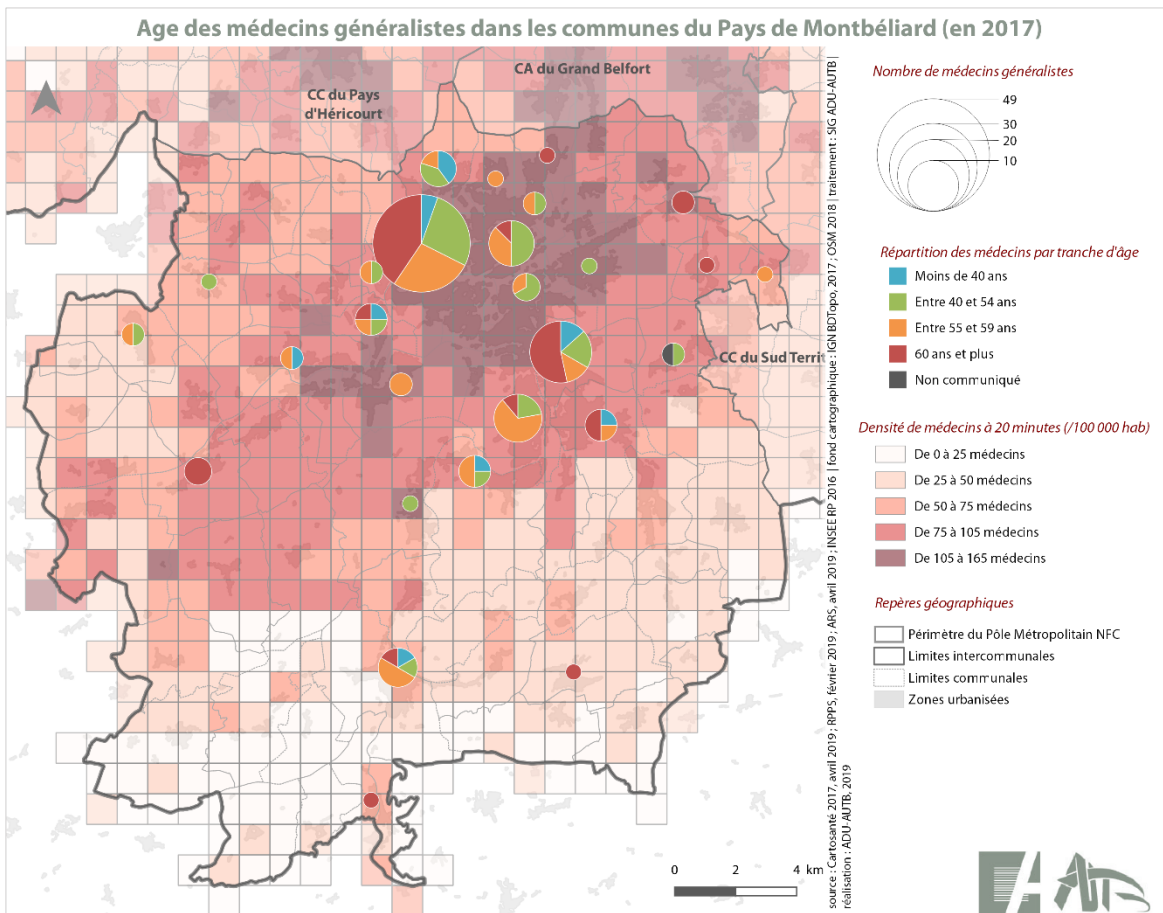 Age des médecins généralistes dans les communes du Pays de Montbéliard (en 2017)
CA du Grand Belfort
CC du Pays
d'Héricourt
CC du Sud Territ
Nombre de médecins généralistes
49
30
20
10
Répartition des médecins par tranche d'âge
Moins de 40 ans
Entre 40 et 54 ans
Entre 55 et 59 ans
60 ans et plus
Non communiqué
Densité de médecins à 20 minutes (/100 000 hab)
De 0 à 25 médecins
De 25 à 50 médecins
De 50 à 75 médecins
De 75 à 105 médecins
De 105 à 165 médecins
Repères géographiques
Périmètre du Pôle Métropolitain NFC
Limites intercommunales
Limites communales
Zones urbanisées
0 2 4 km
source : Cartosanté 2017, avril 2019 ; RPPS, février 2019 ; ARS, avril 2019 ; INSEE RP 2016 | fond cartographique : IGN BDTopo, 2017 ; OSM 2018 | traitement : SIG ADU-AUTB |
réalisation : ADU-AUTB, 2019